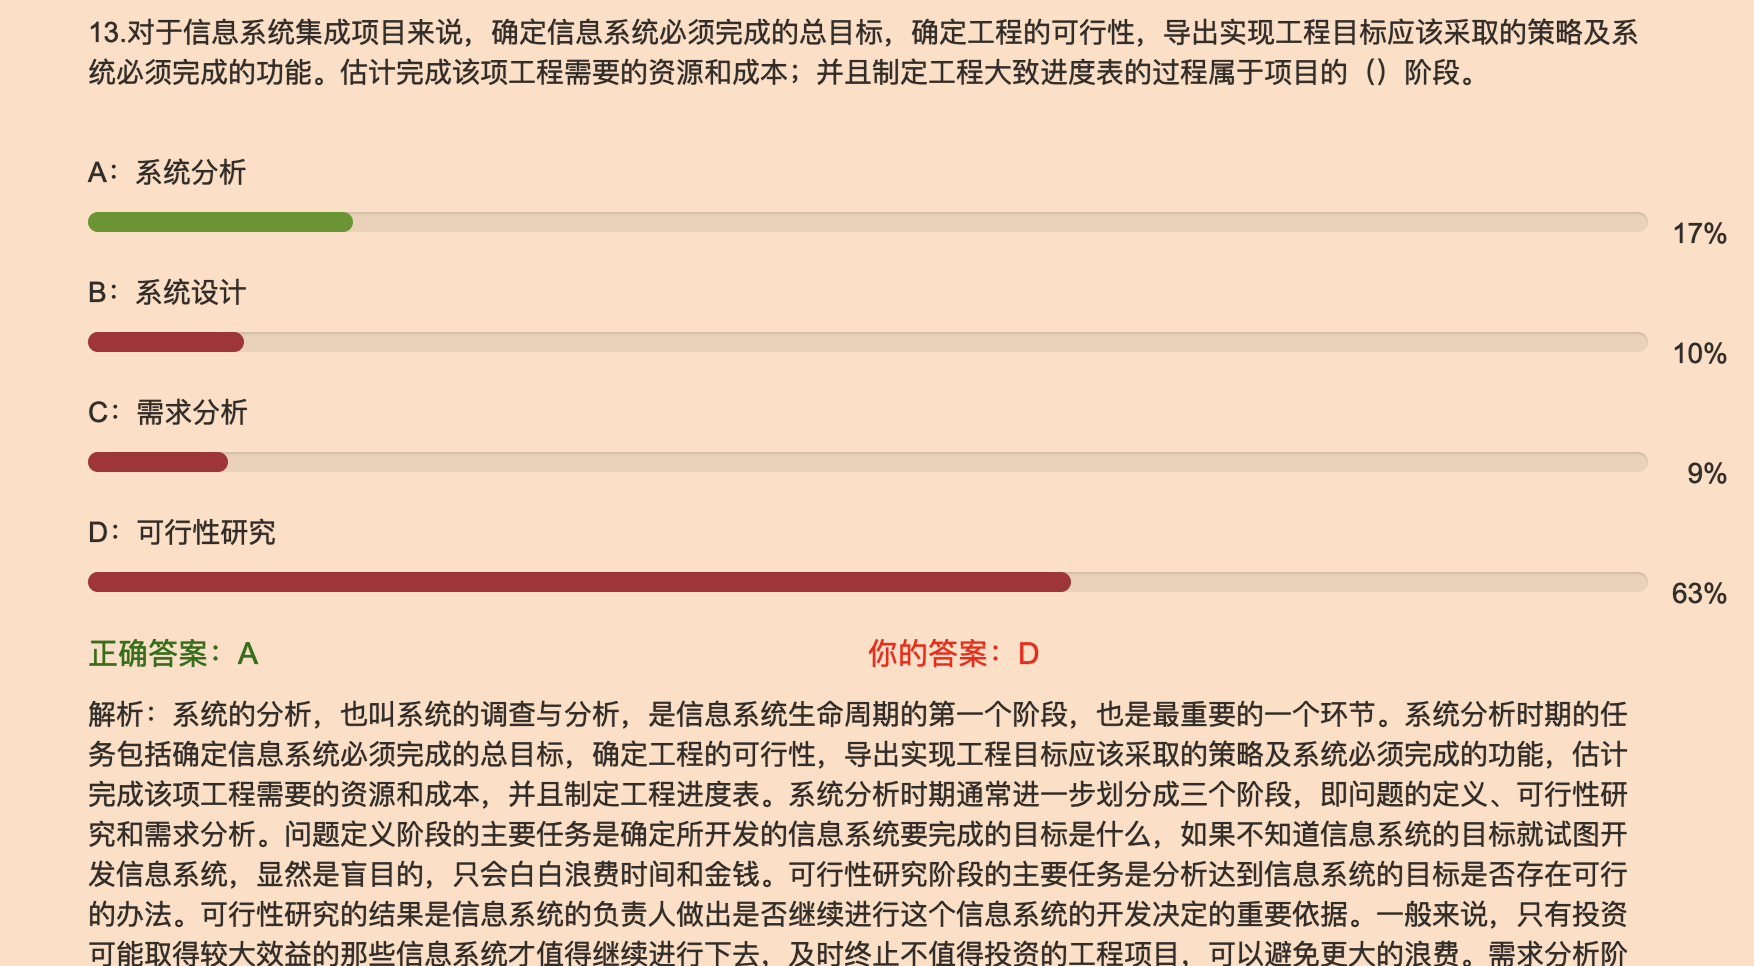 13.对于信息系统集成项目来说，确定信息系统必须完成的总目标，确定工程的可行性，导出实现工程目标应该采取的策略及系
统必须完成的功能。估计完成该项工程需要的资源和成本；并且制定工程大致进度表的过程属于项目的（）阶段。
A：系统分析
17%
B：系统设计
10%
C：需求分析
9%
D：可行性研究
63%
正确答案：A 你的答案：D
解析：系统的分析，也叫系统的调查与分析，是信息系统生命周期的第一个阶段，也是最重要的一个环节。系统分析时期的任
务包括确定信息系统必须完成的总目标，确定工程的可行性，导出实现工程目标应该采取的策略及系统必须完成的功能，估计
完成该项工程需要的资源和成本，并且制定工程进度表。系统分析时期通常进一步划分成三个阶段，即问题的定义、可行性研
究和需求分析。问题定义阶段的主要任务是确定所开发的信息系统要完成的目标是什么，如果不知道信息系统的目标就试图开
发信息系统，显然是盲目的，只会白白浪费时间和金钱。可行性研究阶段的主要任务是分析达到信息系统的目标是否存在可行
的办法。可行性研究的结果是信息系统的负责人做出是否继续进行这个信息系统的开发决定的重要依据。一般来说，只有投资
可能取得较大效益的那些信息系统才值得继续进行下去，及时终止不值得投资的工程项目，可以避免更大的浪费。需求分析阶